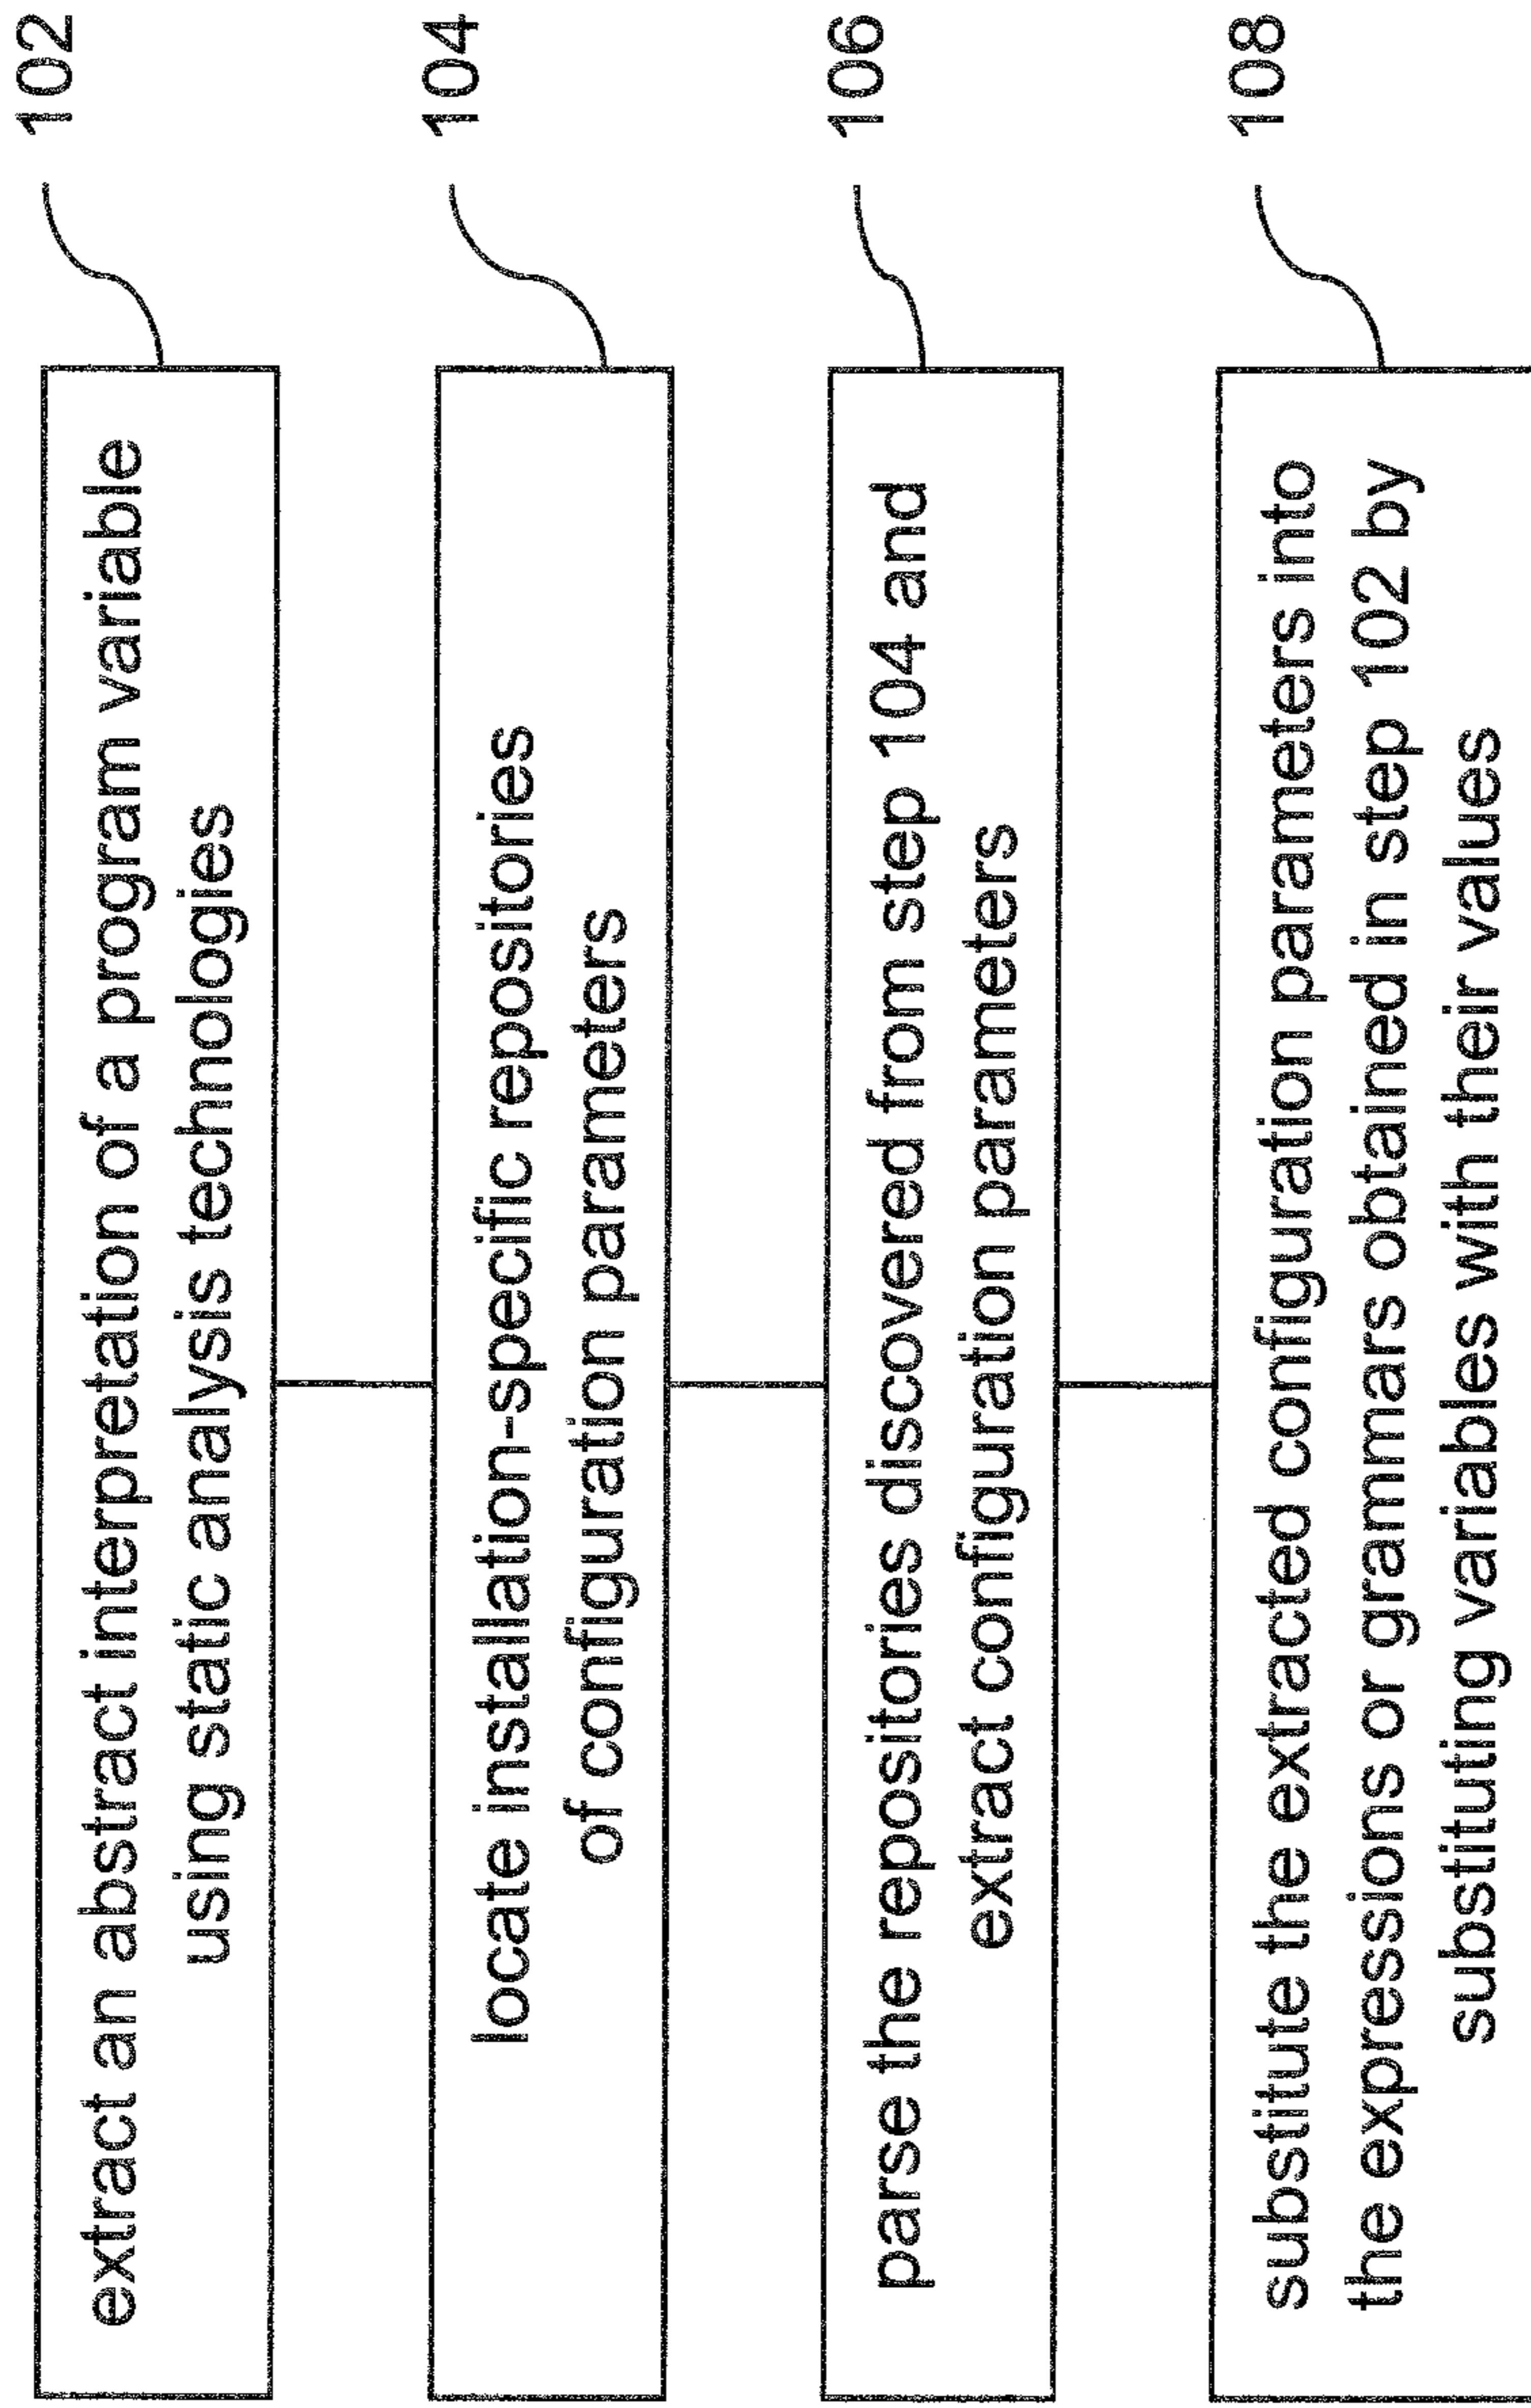 extract an abstract interpretation of a program variable
using static analysis technologies
102
locate installation-specific repositories
of configuration parameters
104
parse the repositories discovered from step 104 and
extract configuration parameters
106
substitute the extracted configuration parameters into
the expressions or grammars obtained in step 102 by
substituting variables with their values
108